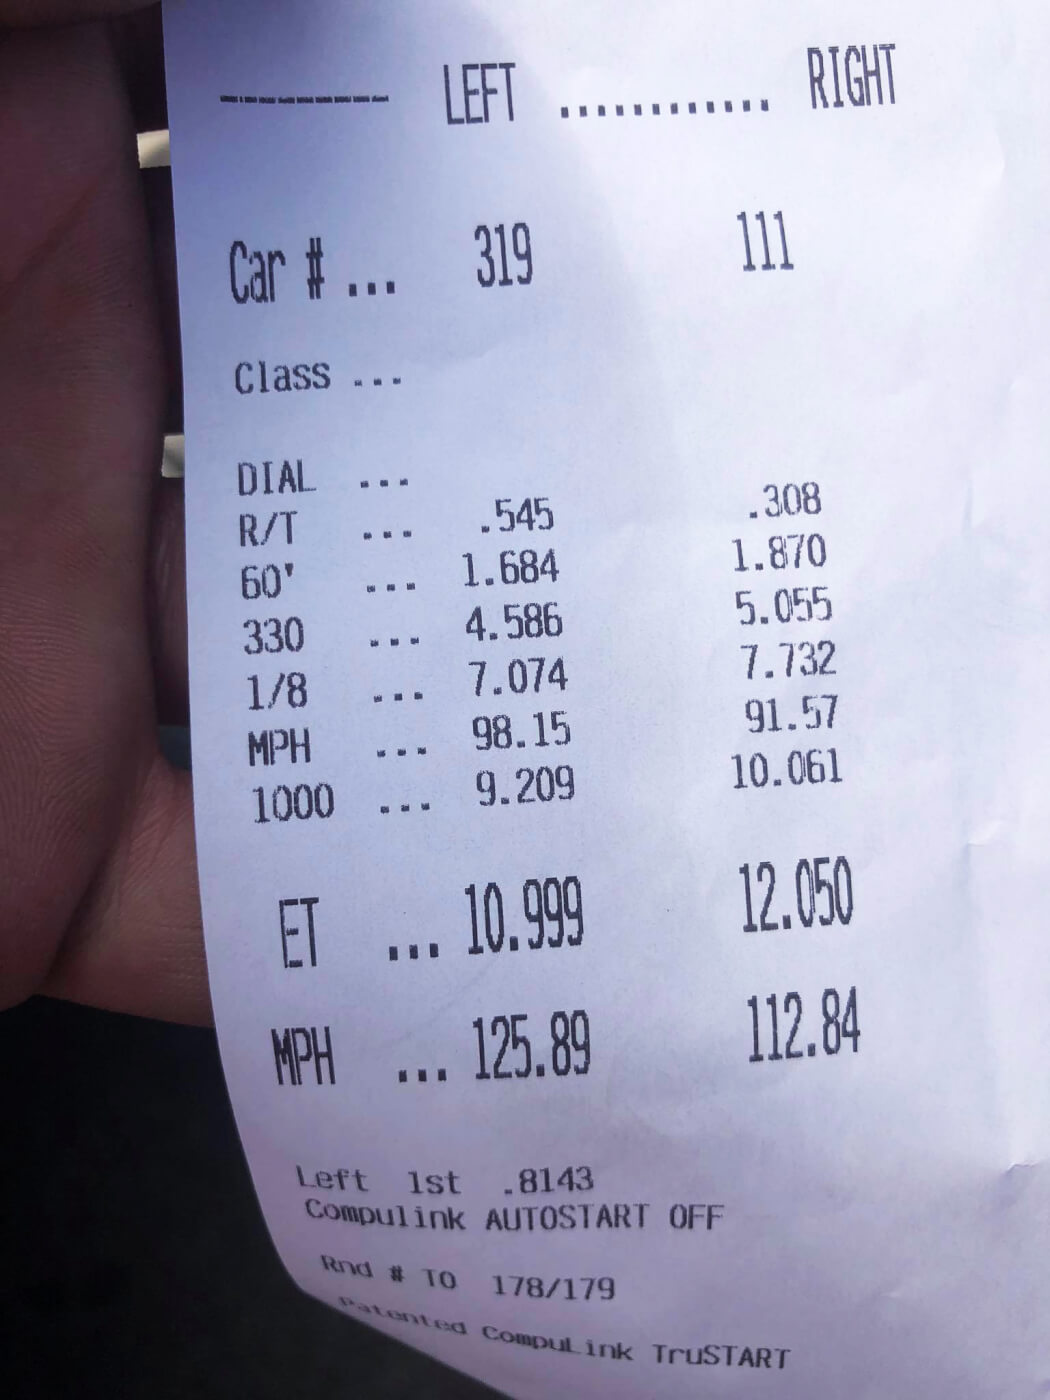 --------- LEFT ............ RIGHT
Car # ... 319 111
Class ...
DIAL ...
R/T ... .545 .308
60' ... 1.684 1.870
330 ... 4.586 5.055
1/8 ... 7.074 7.732
MPH ... 98.15 91.57
1000 ... 9.209 10.061
ET ... 10.999 12.050
MPH ... 125.89 112.84
Left 1st .8143
Compulink AUTOSTART OFF
Rnd # TO 178/179
Patented CompuLink TruSTART